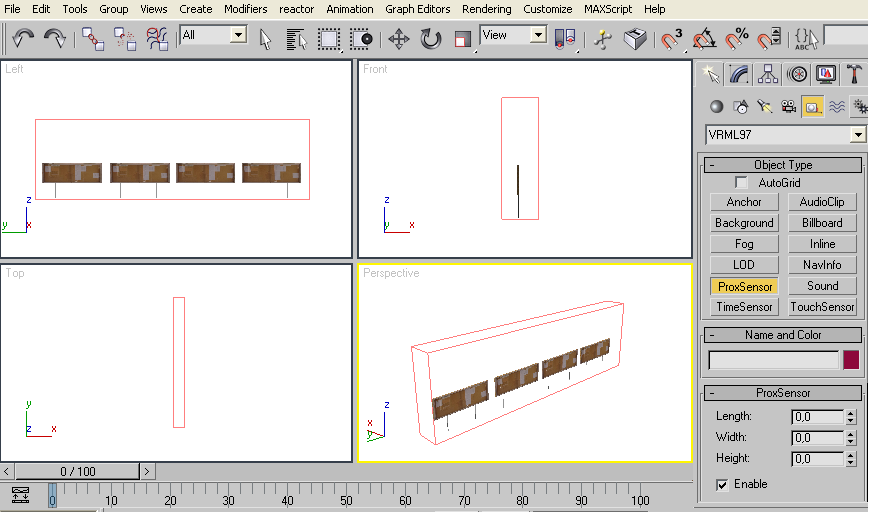 File Edit Tools Group Views Create Modifiers reactor Animation Graph Editors Rendering Customize MAXScript Help
All View 3 % {} ABC
Left Front
VRML97
- Object Type
AutoGrid
Anchor AudioClip
Background Billboard
Fog Inline
LOD NavInfo
ProxSensor Sound
TimeSensor TouchSensor
z y x
z y x
Top Perspective
- Name and Color
- ProxSensor
Length: 0,0
Width: 0,0
Height: 0,0
Enable
y z x
z x y
< 0 / 100 >
0 10 20 30 40 50 60 70 80 90 100